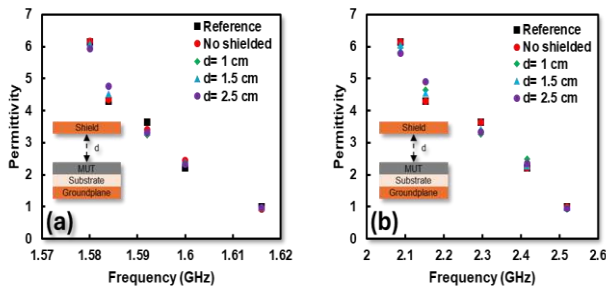 7
6
5
4
3
2
1
0
Permittivity
Reference
No shielded
d= 1 cm
d= 1.5 cm
d= 2.5 cm
Shield
d
MUT
Substrate
Groundplane
(a)
1.57 1.58 1.59 1.6 1.61 1.62
Frequency (GHz)
7
6
5
4
3
2
1
0
Permittivity
Reference
No shielded
d= 1 cm
d= 1.5 cm
d= 2.5 cm
Shield
d
MUT
Substrate
Groundplane
(b)
2 2.1 2.2 2.3 2.4 2.5 2.6
Frequency (GHz)